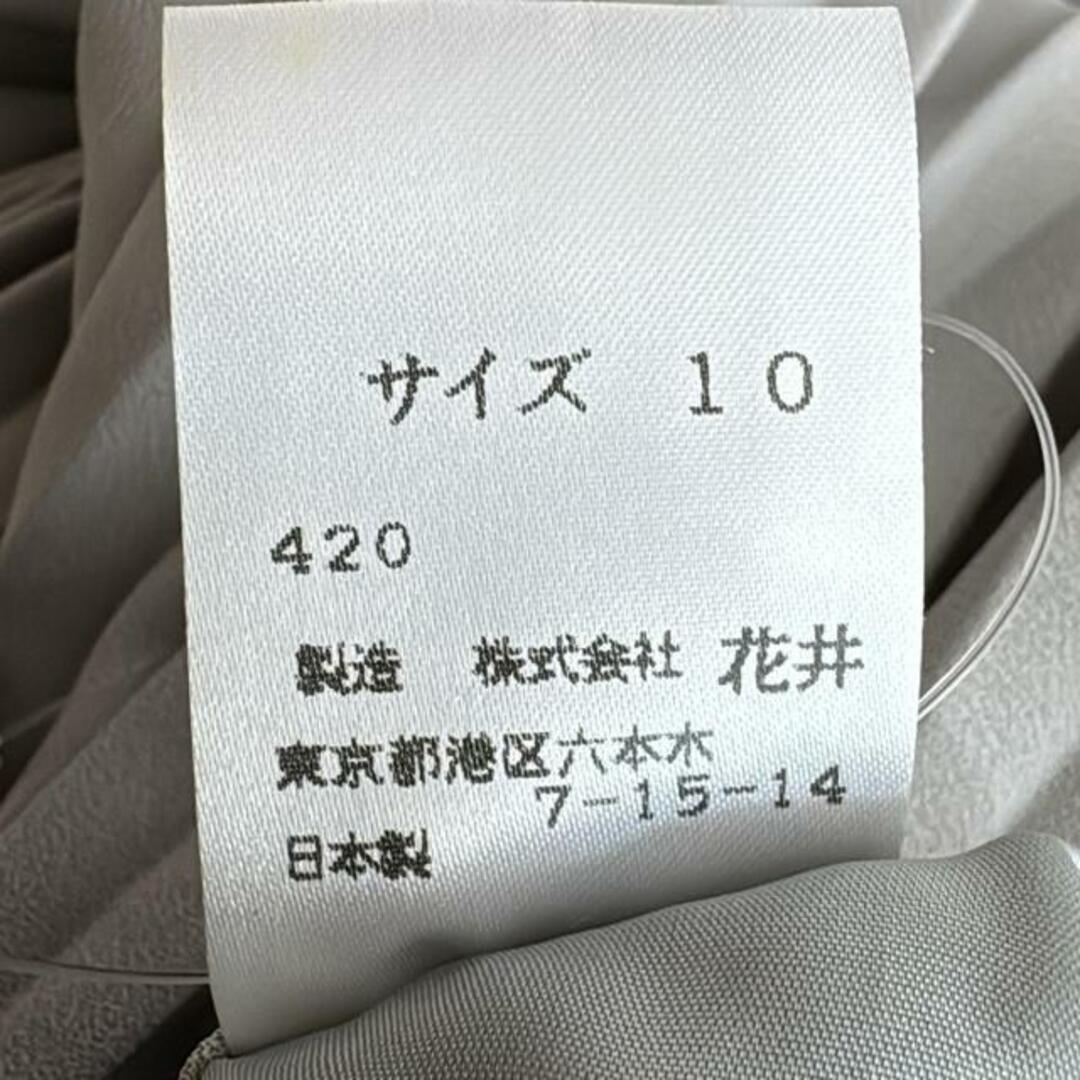 サイズ　10
420
製造　株式会社 花井
東京都港区六本木
7-15-14
日本製